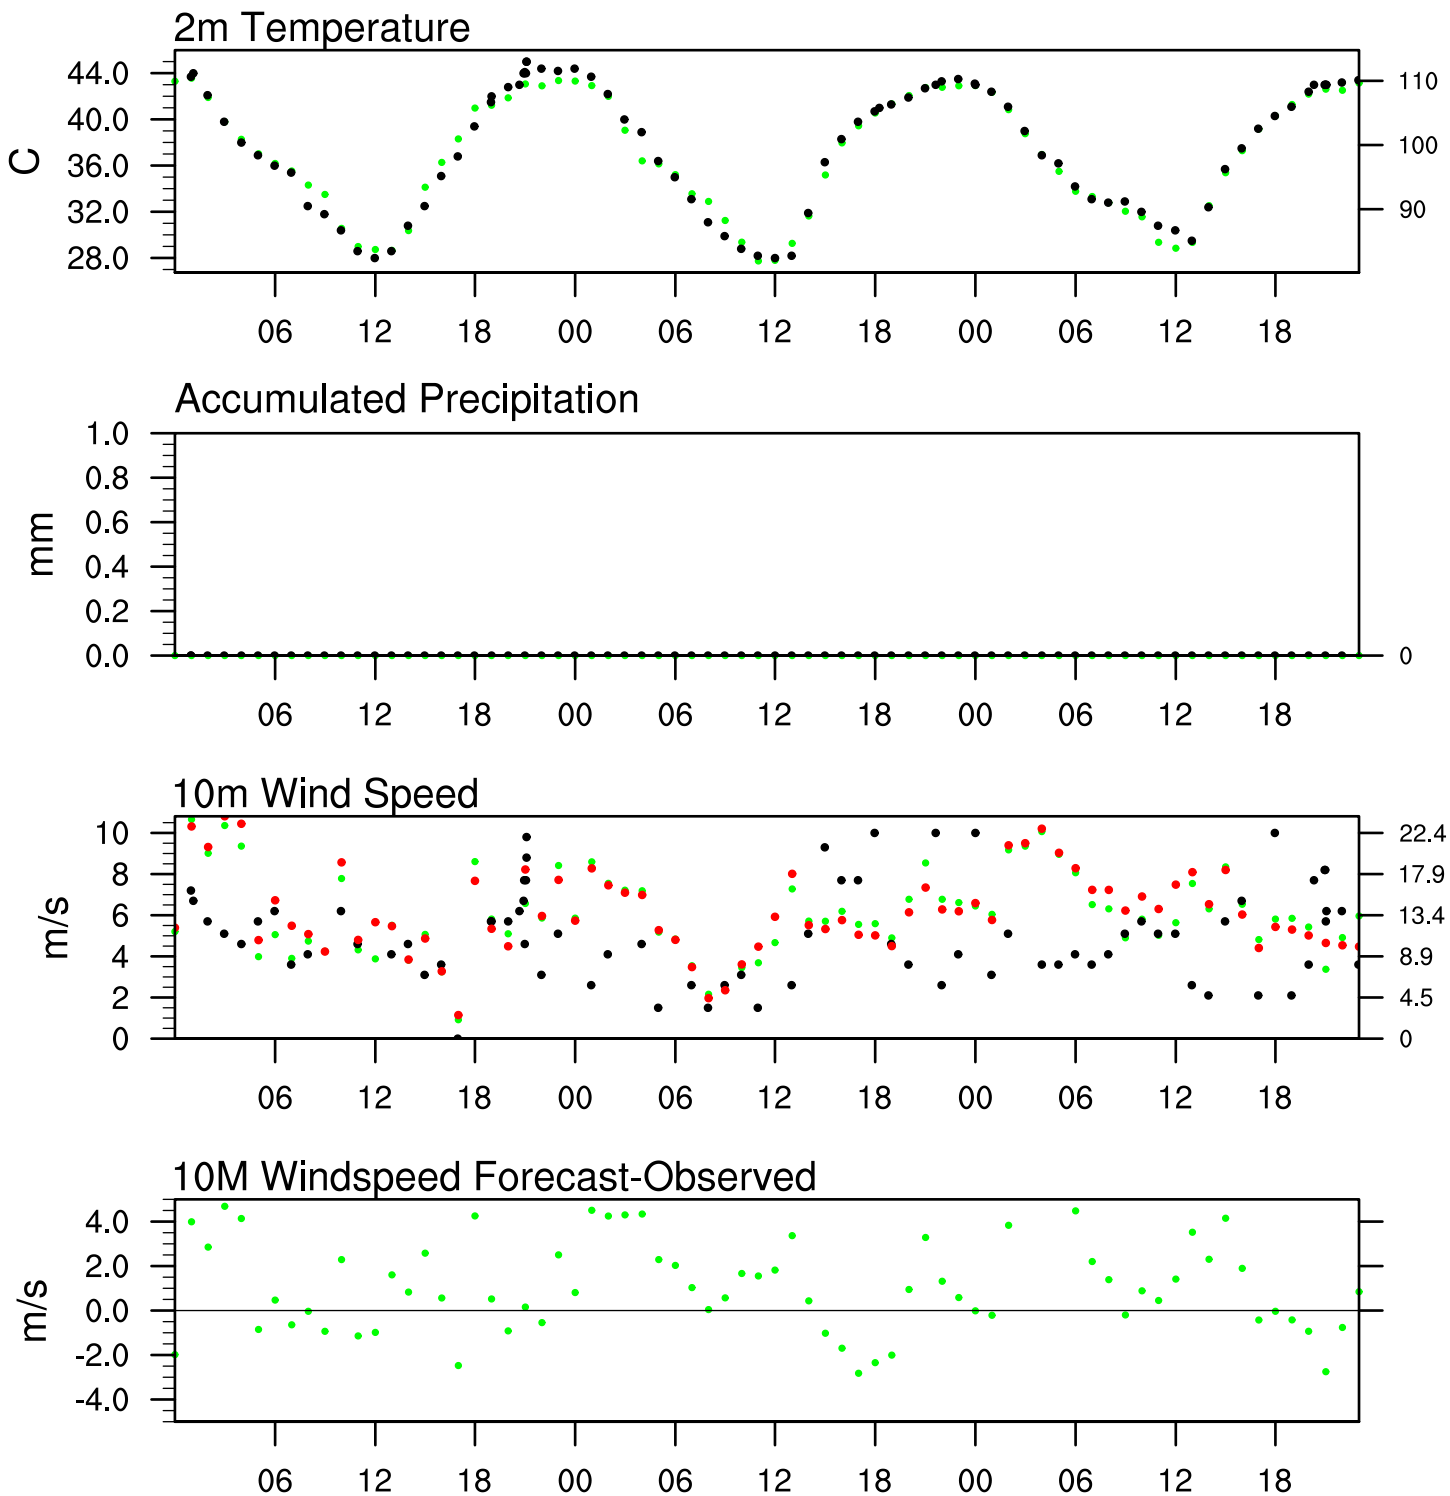 2m Temperature
44.0
40.0
36.0
32.0
28.0
C
110
100
90
06 12 18 00 06 12 18 00 06 12 18
Accumulated Precipitation
1.0
0.8
0.6
0.4
0.2
0.0
mm
0
06 12 18 00 06 12 18 00 06 12 18
10m Wind Speed
10
8
6
4
2
0
m/s
22.4
17.9
13.4
8.9
4.5
0
06 12 18 00 06 12 18 00 06 12 18
10M Windspeed Forecast-Observed
4.0
2.0
0.0
-2.0
-4.0
m/s
06 12 18 00 06 12 18 00 06 12 18